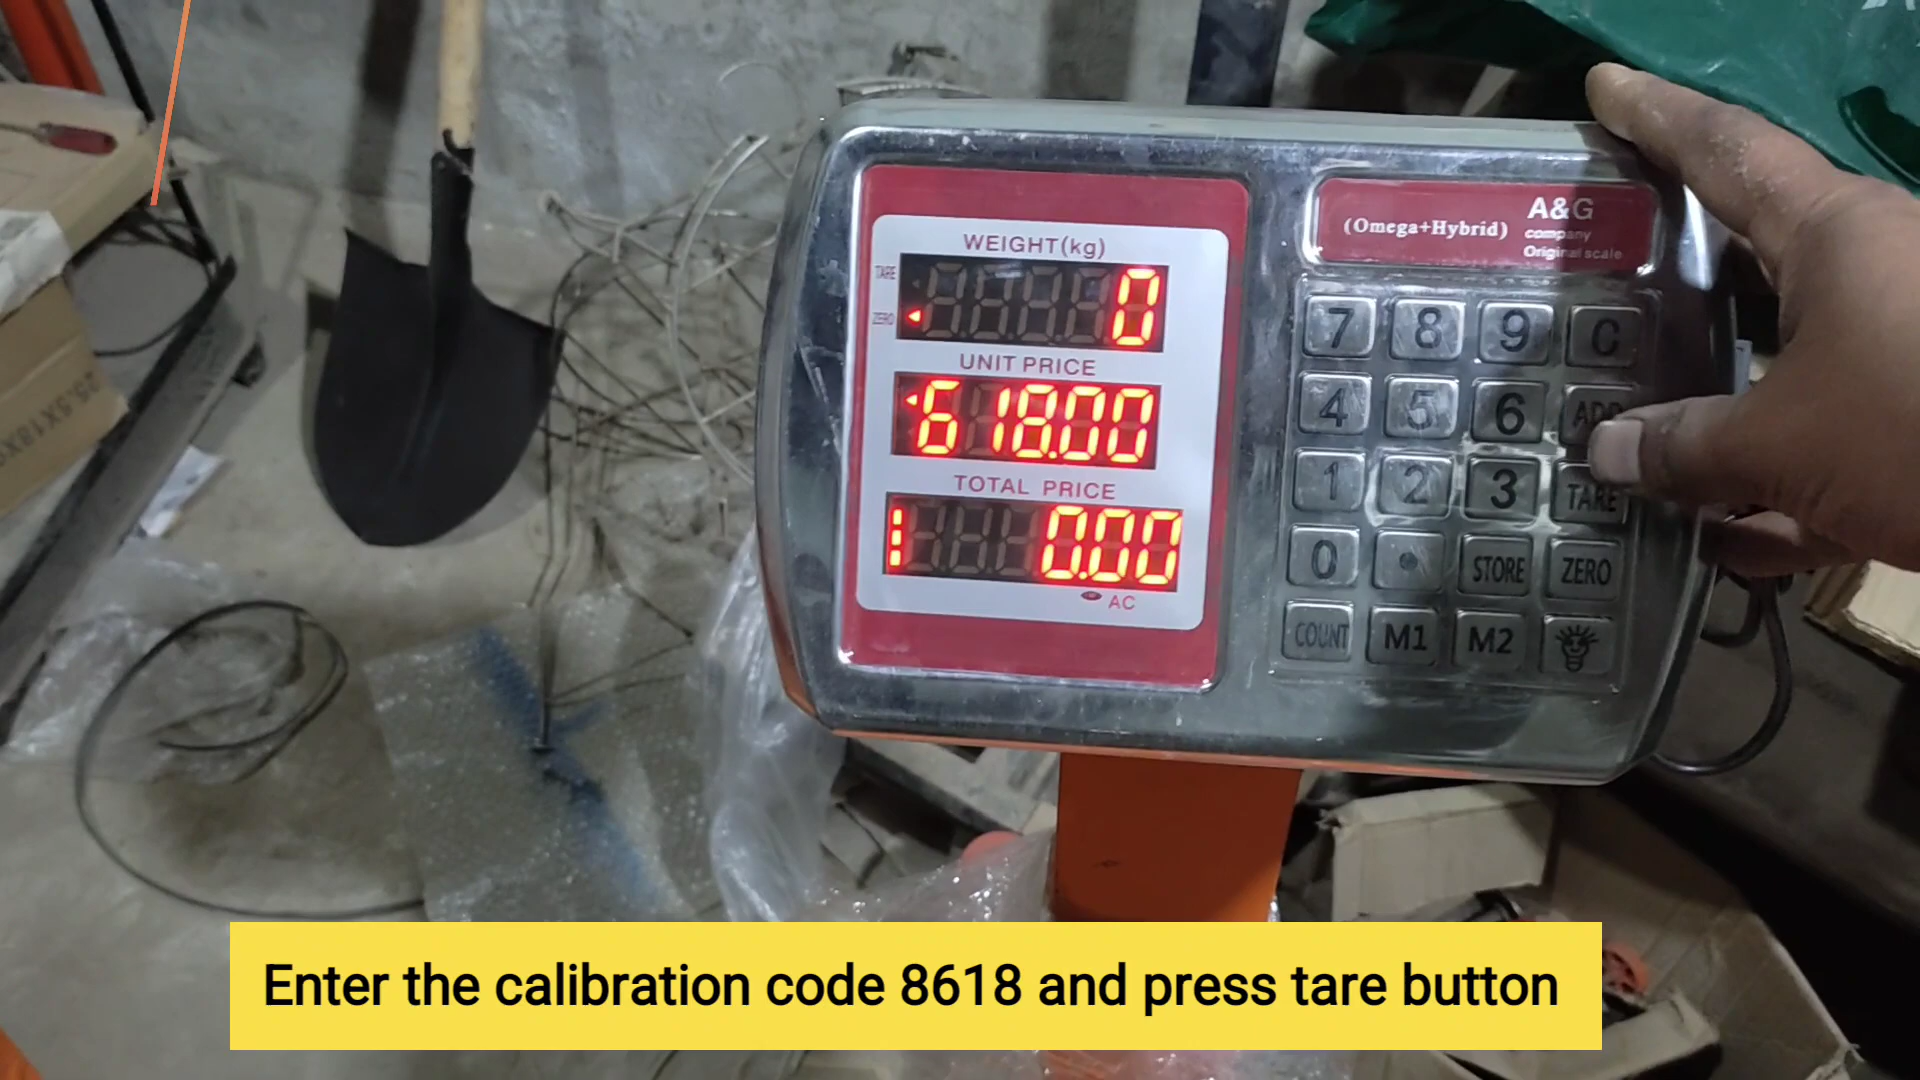 (Omega+Hybrid)
A&G
company
Original scale
WEIGHT(kg)
TARE
ZERO
0
UNIT PRICE
618.00
TOTAL PRICE
0.00
AC
7 8 9 C
4 5 6 ADD
1 2 3 TARE
0 . STORE ZERO
COUNT M1 M2
Enter the calibration code 8618 and press tare button